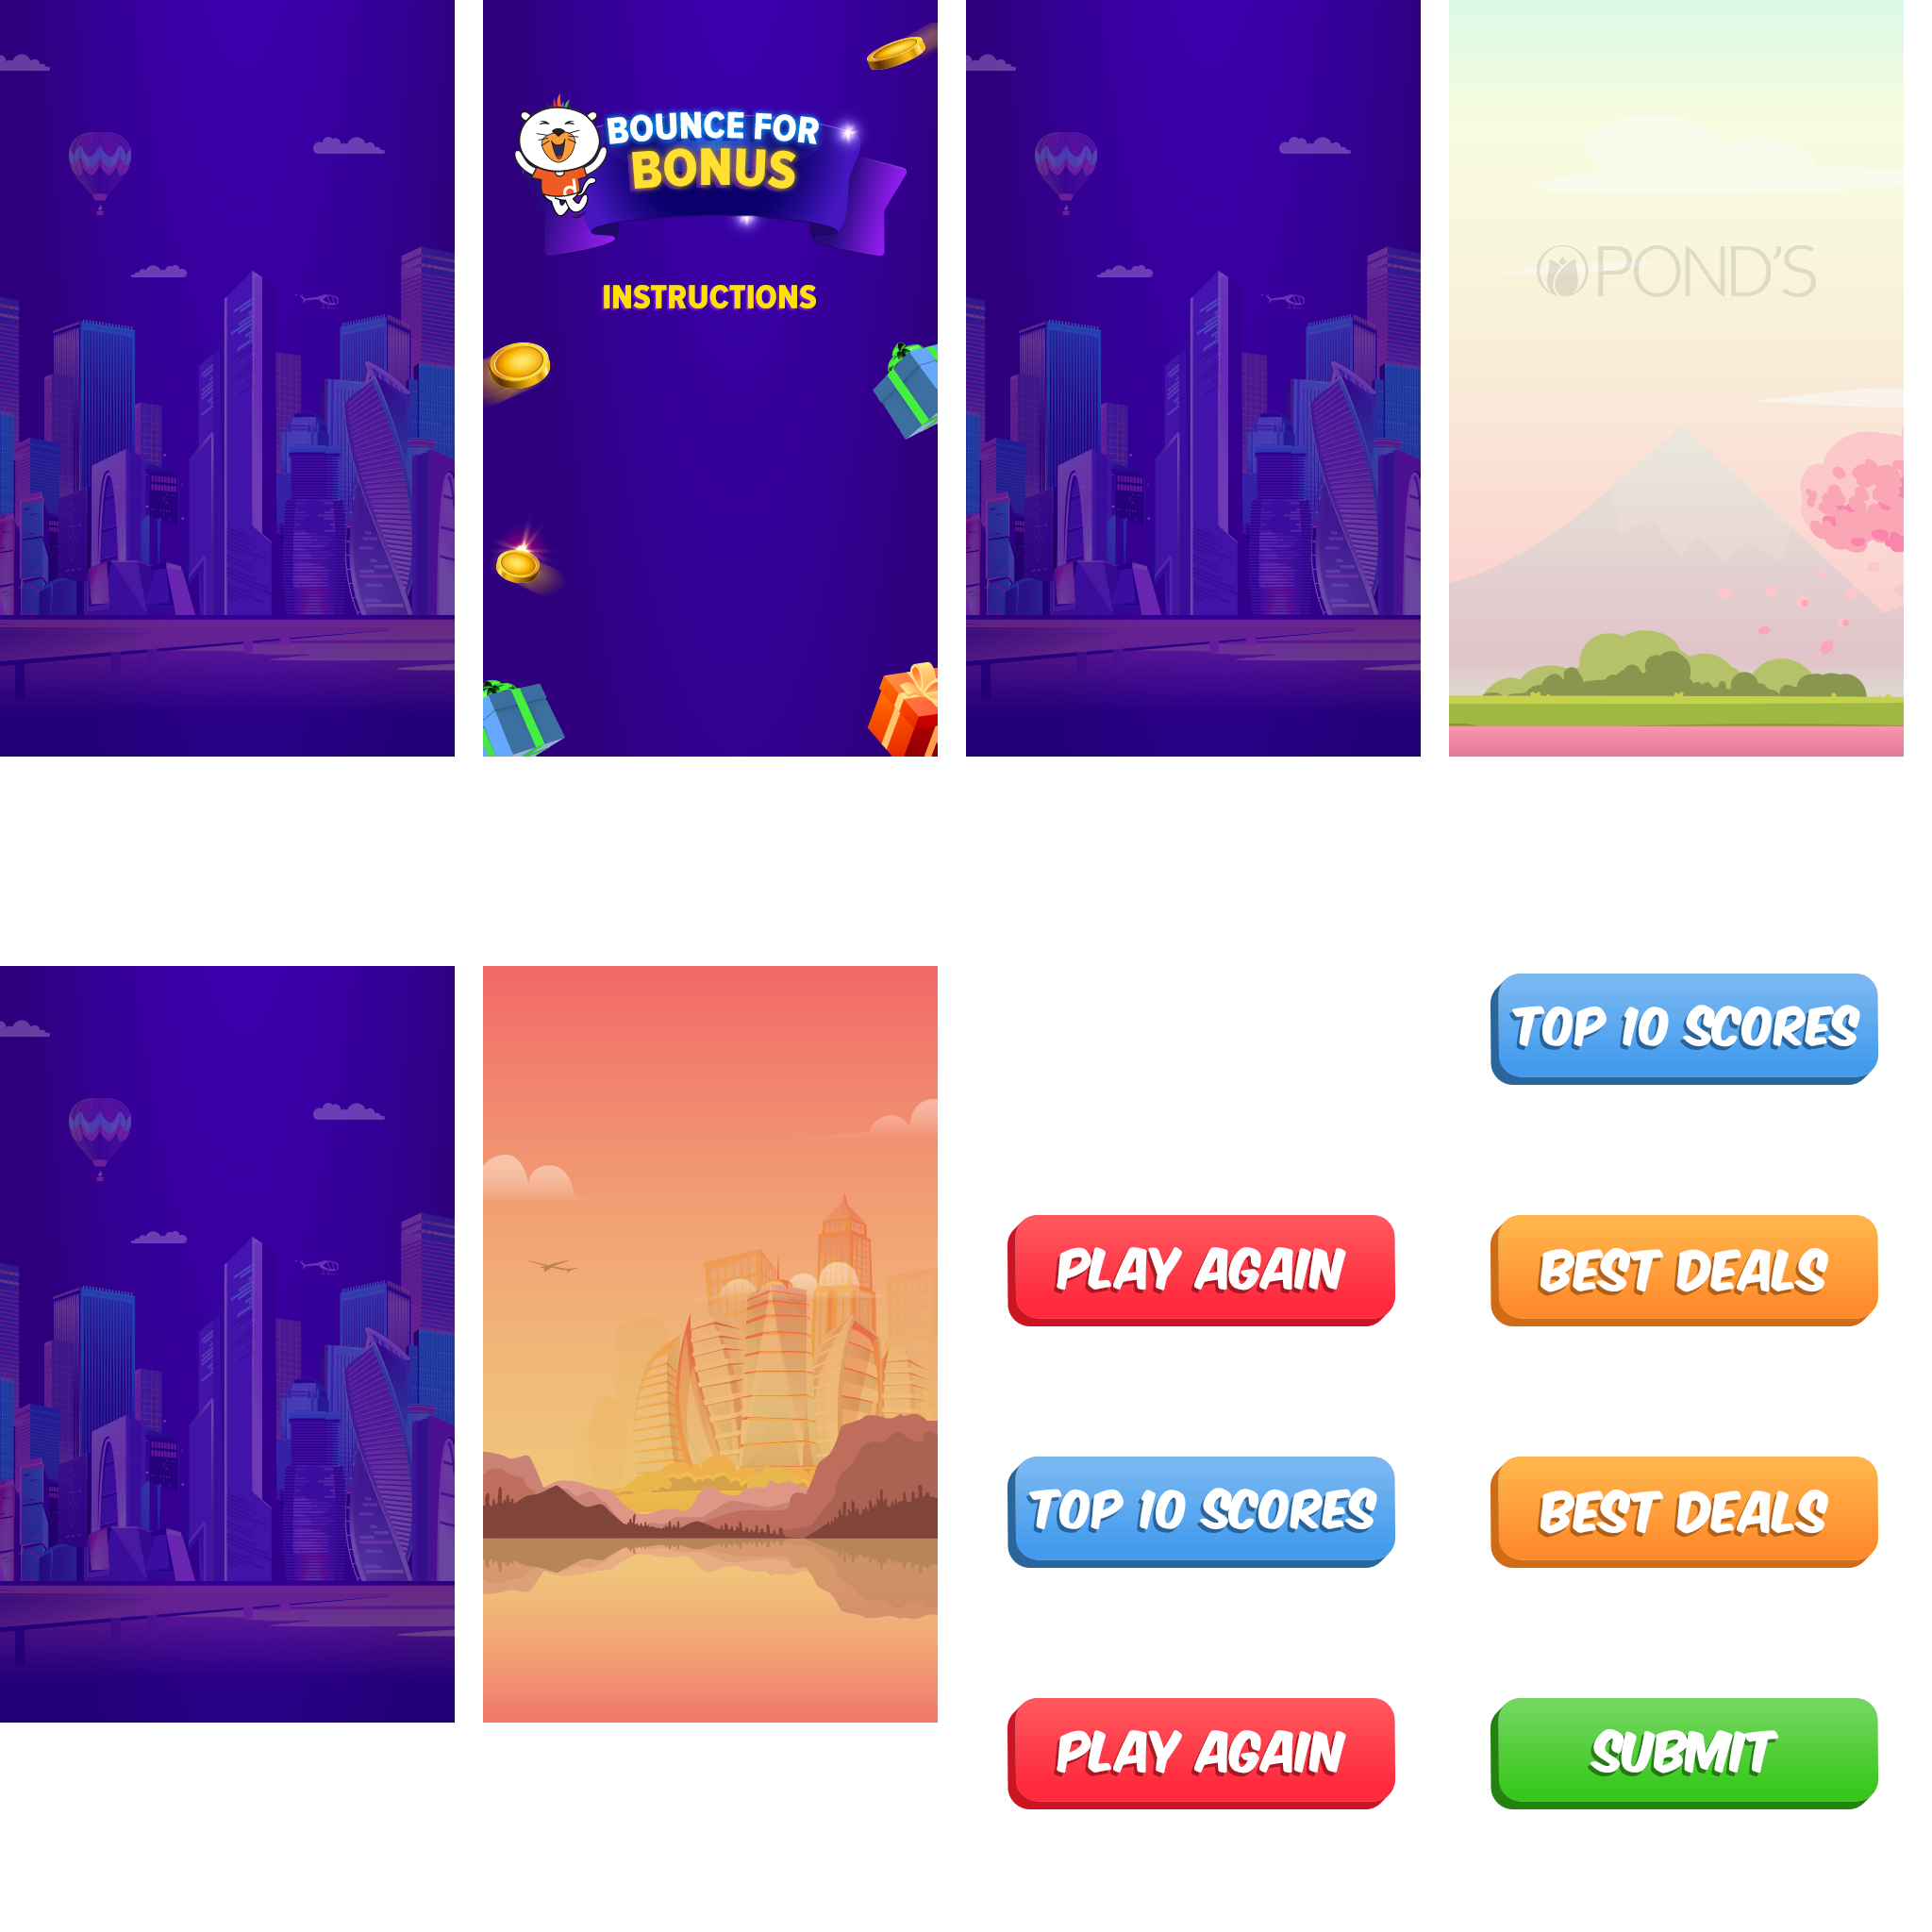 BOUNCE FOR
BONUS
d
INSTRUCTIONS
POND'S
TOP 10 SCORES
PLAY AGAIN
BEST DEALS
TOP 10 SCORES
BEST DEALS
PLAY AGAIN
SUBMIT